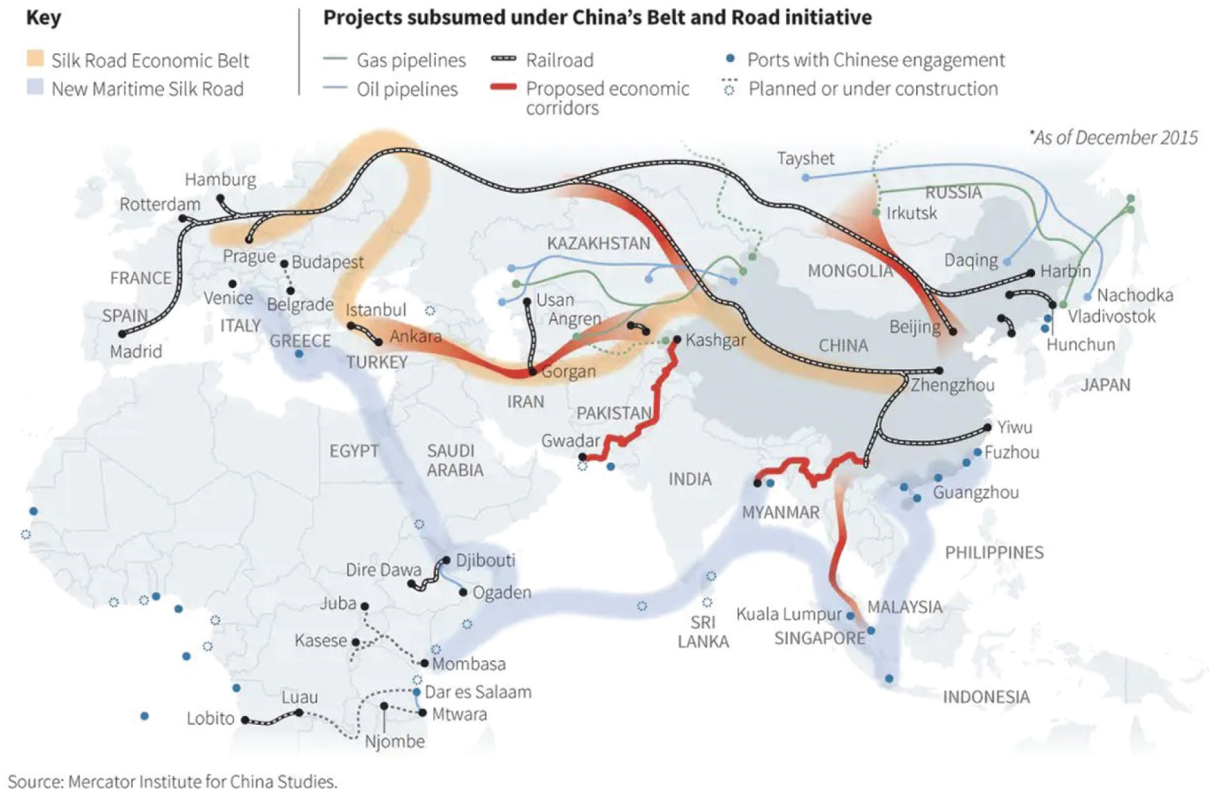 Key
Projects subsumed under China's Belt and Road initiative
Silk Road Economic Belt
New Maritime Silk Road
Gas pipelines
Oil pipelines
Railroad
Proposed economic
corridors
Ports with Chinese engagement
Planned or under construction
*As of December 2015
Tayshet
Hamburg
Rotterdam
RUSSIA
Irkutsk
KAZAKHSTAN
Prague
Budapest
FRANCE
MONGOLIA
Daqing
Harbin
Venice
Belgrade
Istanbul
Usan
Nachodka
SPAIN
ITALY
Angren
Vladivostok
Madrid
GREECE
Ankara
TURKEY
Kashgar
CHINA
Beijing
Hunchun
Gorgan
Zhengzhou
JAPAN
IRAN
PAKISTAN
Gwadar
Yiwu
EGYPT
SAUDI
ARABIA
Fuzhou
INDIA
Guangzhou
MYANMAR
PHILIPPINES
Djibouti
Dire Dawa
Ogaden
Juba
Kuala Lumpur
MALAYSIA
SRI
LANKA
SINGAPORE
Kasese
Mombasa
Luau
Dar es Salaam
INDONESIA
Lobito
Mtwara
Njombe
Source: Mercator Institute for China Studies.